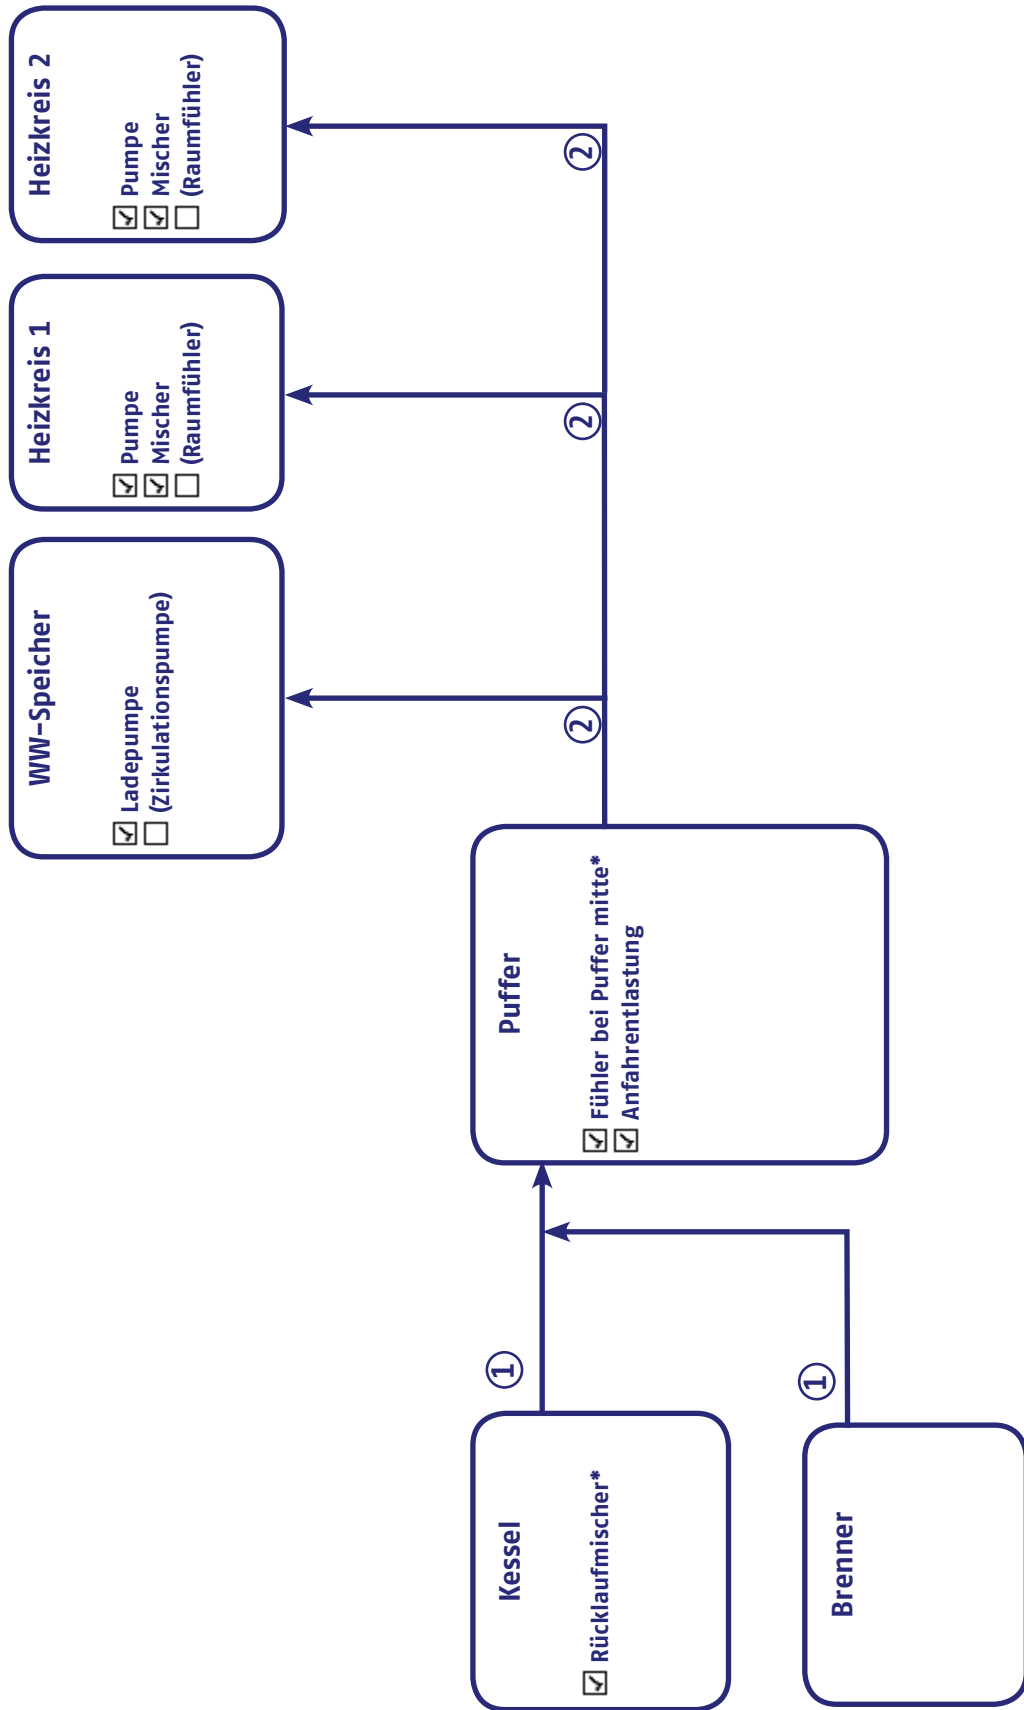 Kessel
☑ Rücklaufmischer*
①
Brenner
①
Puffer
☑ Fühler bei Puffer mitte*
☑ Anfahrentlastung
WW-Speicher
☑ Ladepumpe
☐ (Zirkulationspumpe)
②
Heizkreis 1
☑ Pumpe
☑ Mischer
☐ (Raumfühler)
②
Heizkreis 2
☑ Pumpe
☑ Mischer
☐ (Raumfühler)
②